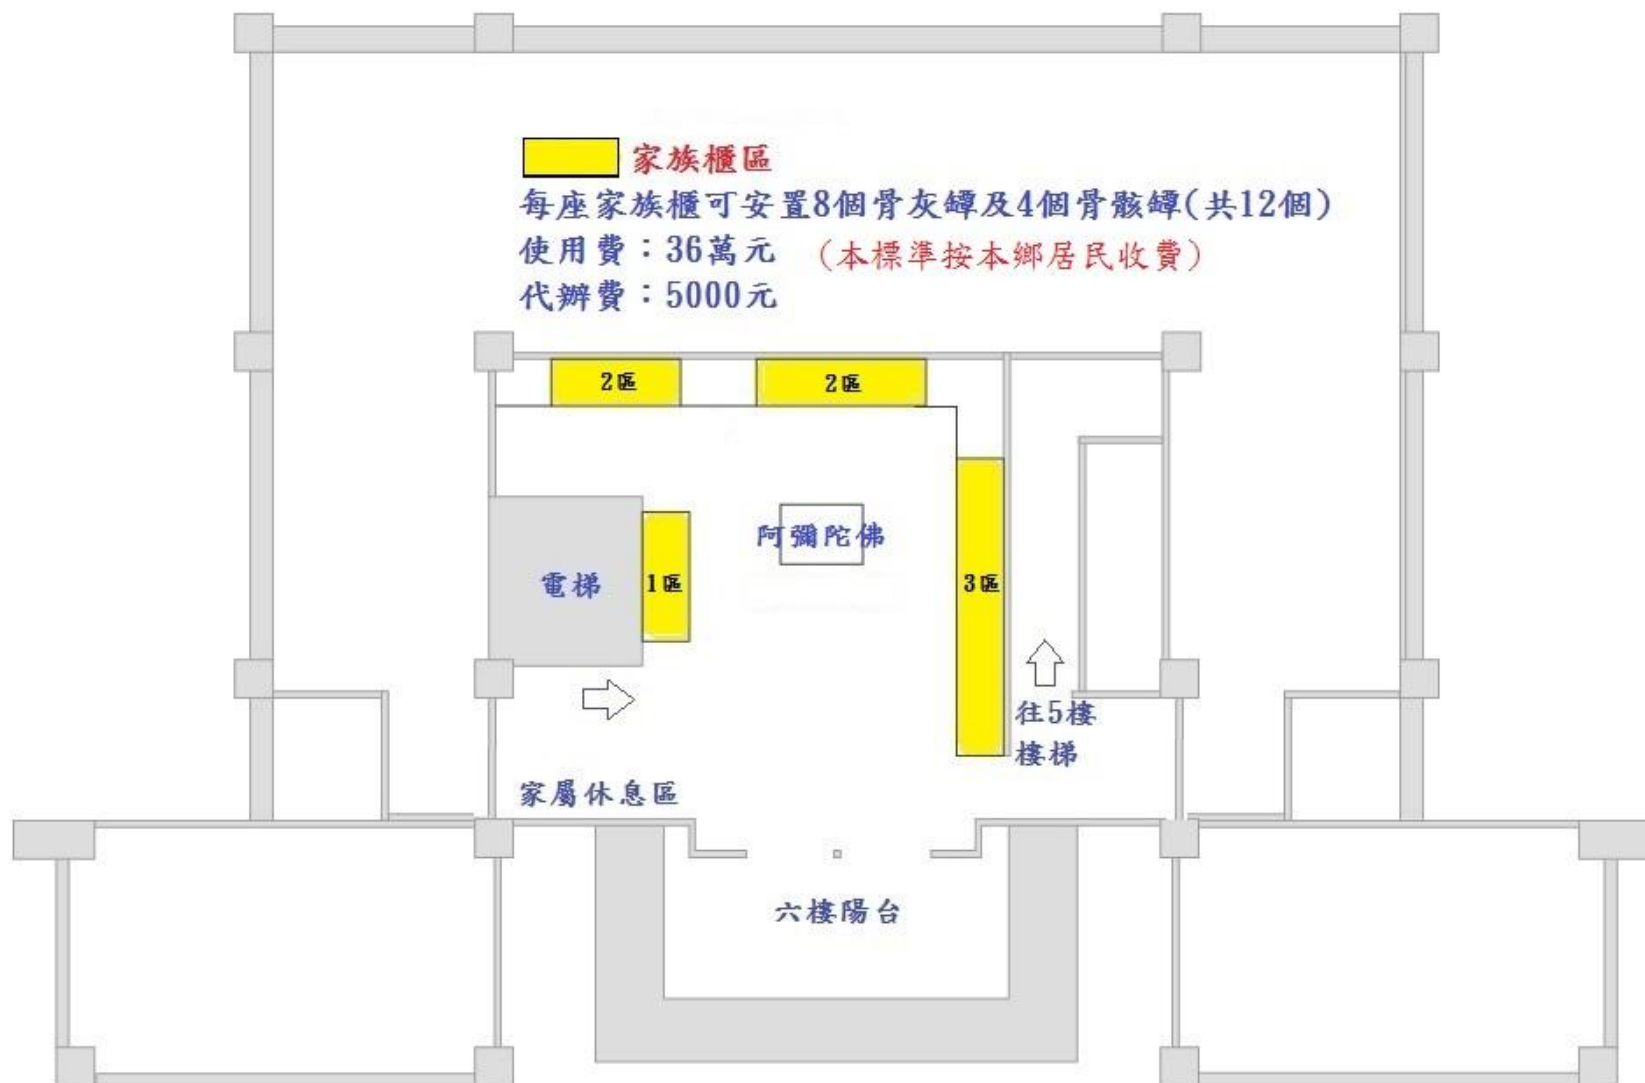 家族櫃區
每座家族櫃可安置8個骨灰罈及4個骨骸罈(共12個)
使用費：36萬元 (本標準按本鄉居民收費)
代辦費：5000元
2區 2區
阿彌陀佛
電梯 1區 3區
往5樓
樓梯
家屬休息區
六樓陽台